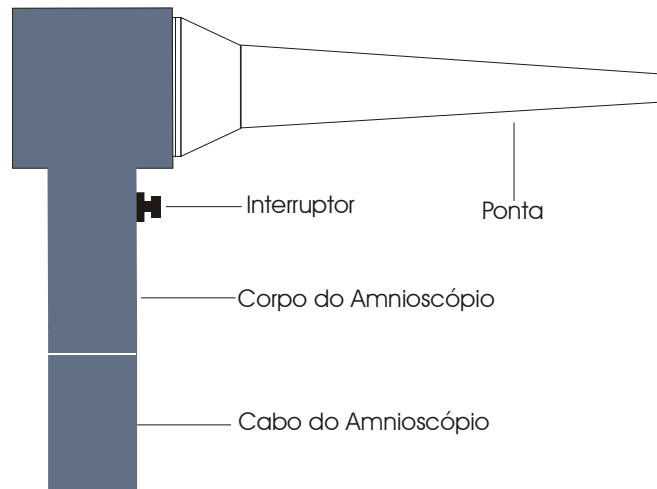 Interruptor
Ponta
Corpo do Amnioscópio
Cabo do Amnioscópio